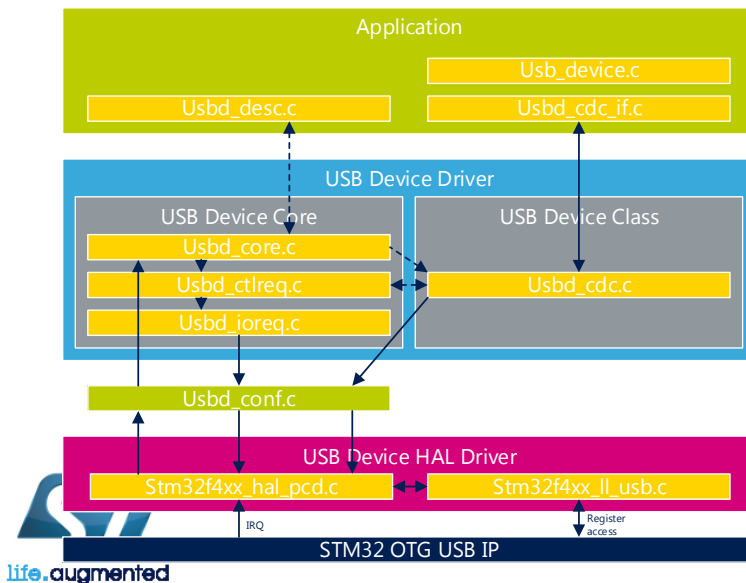 Application
Usb_device.c
Usbd_desc.c
Usbd_cdc_if.c
USB Device Driver
USB Device Core
USB Device Class
Usbd_core.c
Usbd_ctlreq.c
Usbd_cdc.c
Usbd_ioreq.c
Usbd_conf.c
USB Device HAL Driver
Stm32f4xx_hal_pcd.c
Stm32f4xx_ll_usb.c
IRQ
Register
access
STM32 OTG USB IP
life.augmented